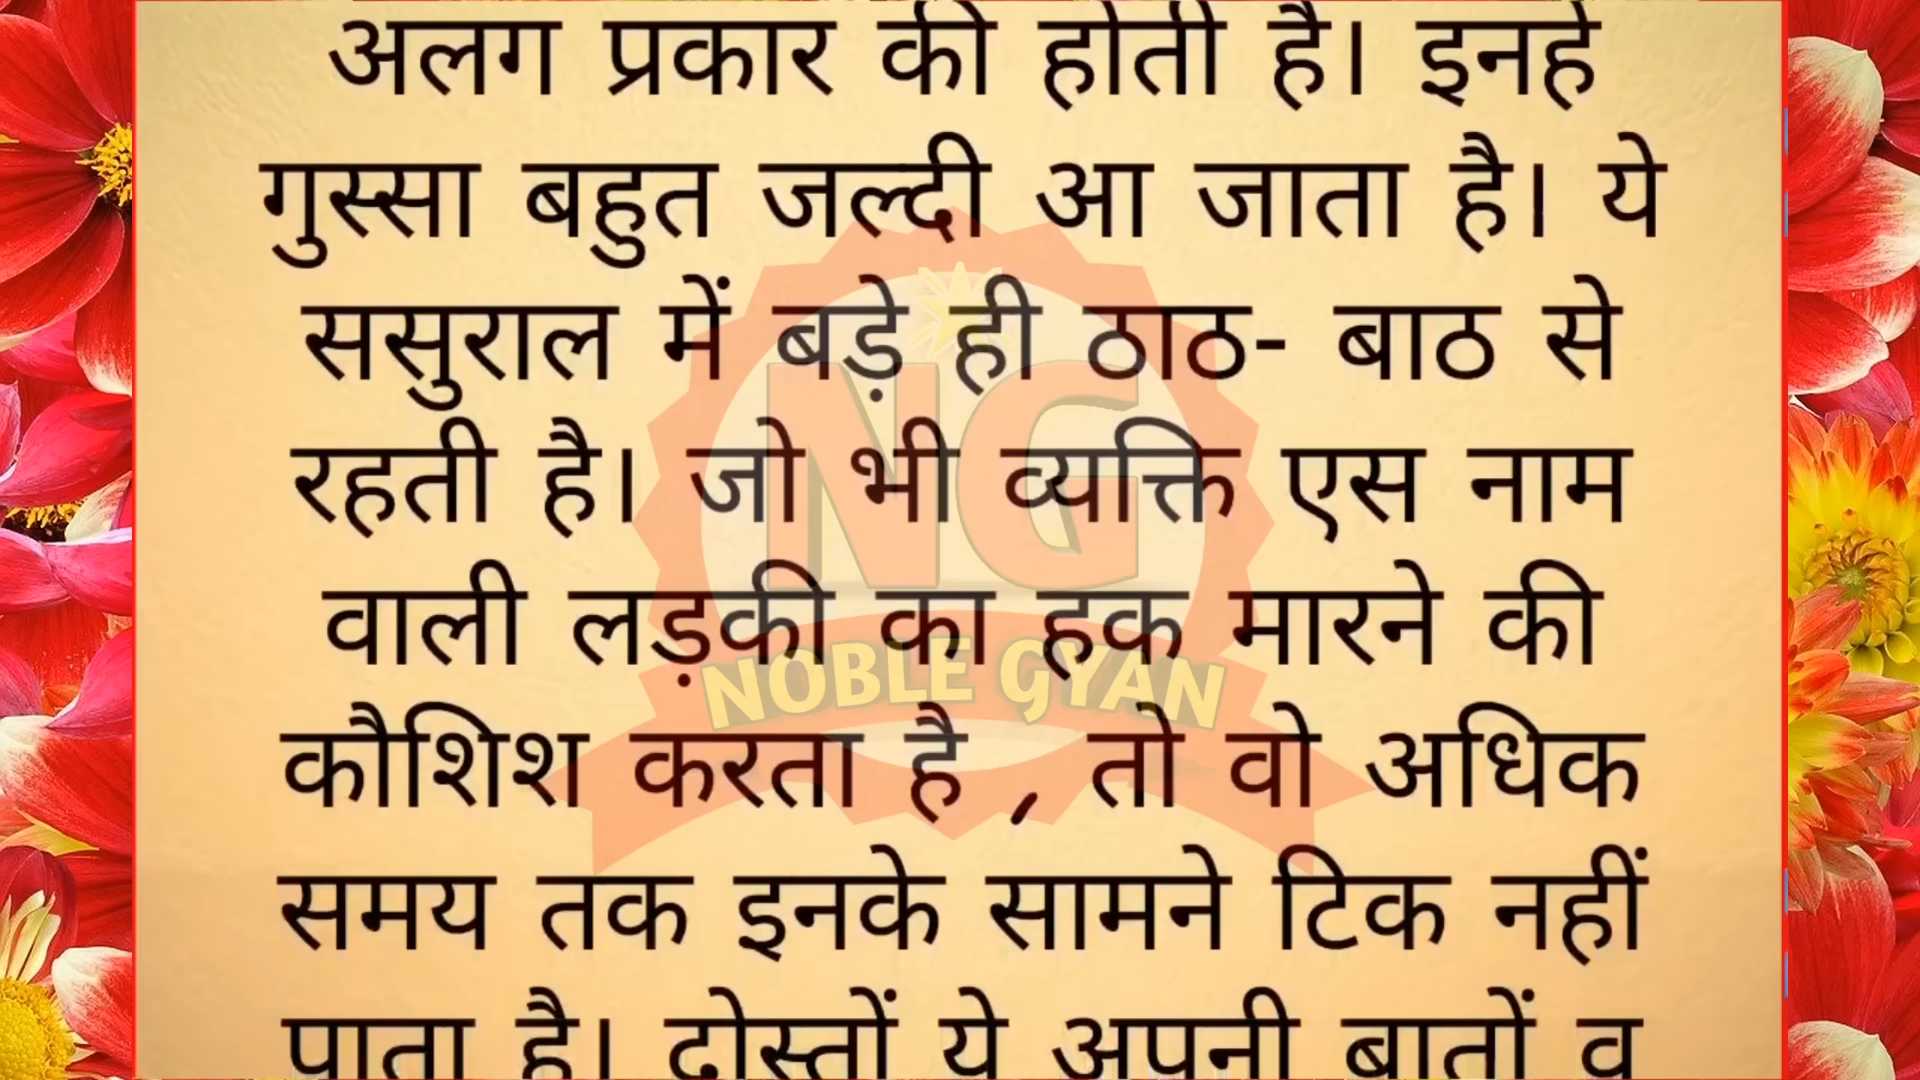 अलग प्रकार की होती है। इनहे
गुस्सा बहुत जल्दी आ जाता है। ये
ससुराल में बड़े ही ठाठ- बाठ से
रहती है। जो भी व्यक्ति एस नाम
वाली लड़की का हक मारने की
कौशिश करता है , तो वो अधिक
समय तक इनके सामने टिक नहीं
पाता है। दोस्तों ये अपनी बातों व
NG
NOBLE GYAN